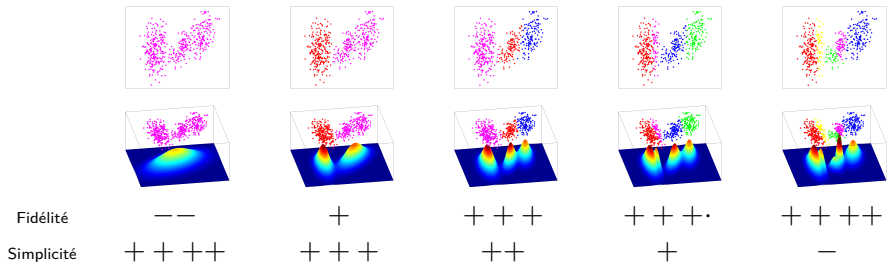 Fidélité −− + + + + + + +· + + ++
Simplicité + + ++ + + + ++ + −